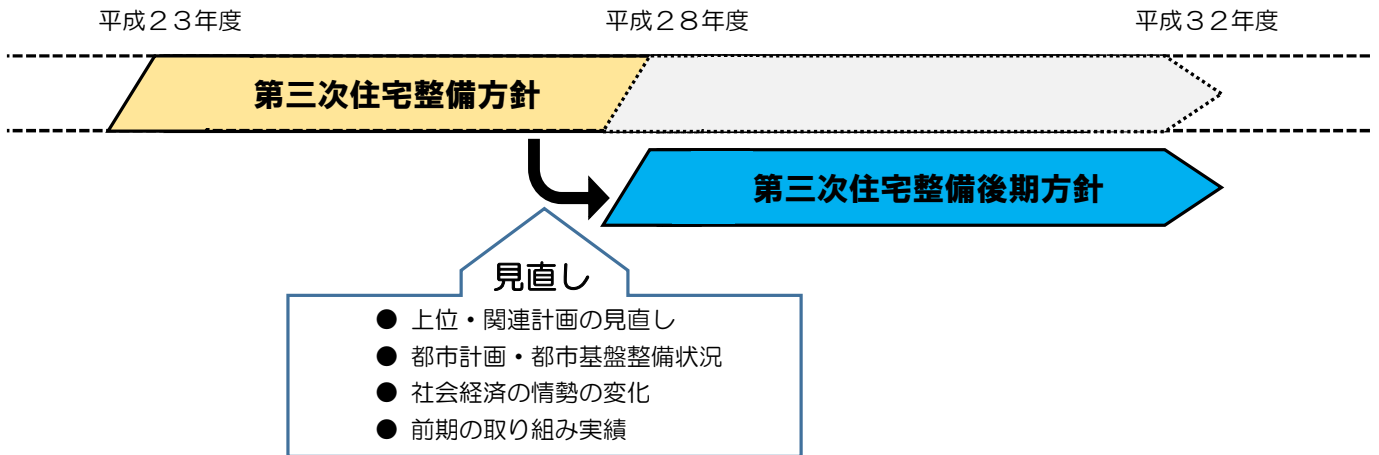 平成２３年度
平成２８年度
平成３２年度
第三次住宅整備方針
第三次住宅整備後期方針
見直し
● 上位・関連計画の見直し
● 都市計画・都市基盤整備状況
● 社会経済の情勢の変化
● 前期の取り組み実績